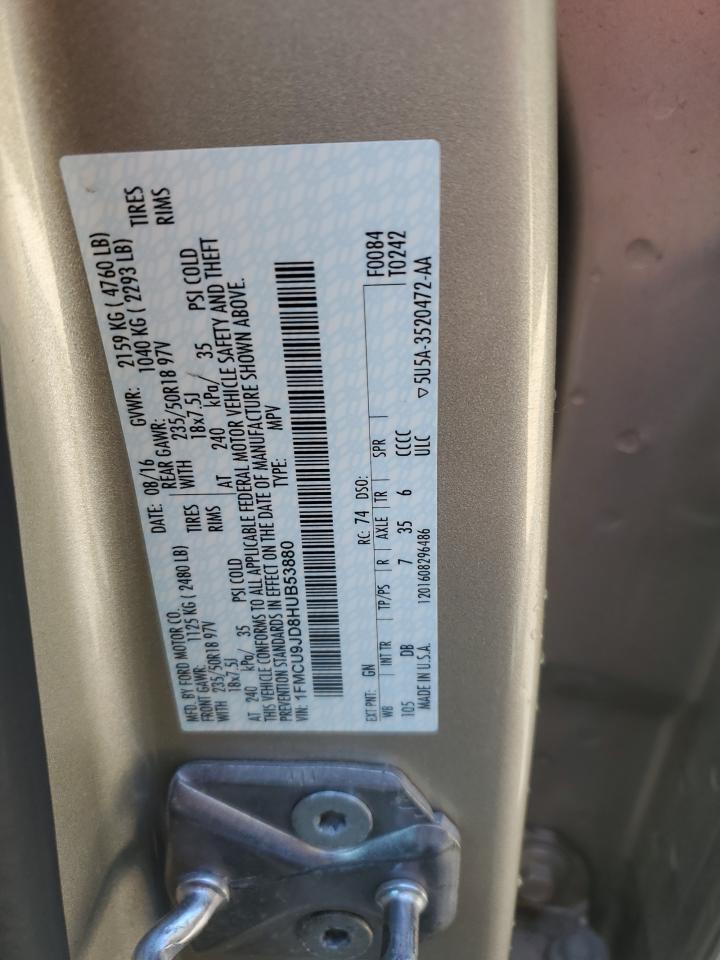 MFD. BY FORD MOTOR CO. DATE: 08/16 GVWR: 2159 KG ( 4760 LB)
FRONT GAWR: 1125 KG ( 2480 LB) REAR GAWR: 1040 KG ( 2293 LB)
WITH 235/50R18 97V TIRES WITH 235/50R18 97V TIRES
18x7.5J RIMS 18x7.5J RIMS
AT 240 kPa/ 35 PSI COLD AT 240 kPa/ 35 PSI COLD
THIS VEHICLE CONFORMS TO ALL APPLICABLE FEDERAL MOTOR VEHICLE SAFETY AND THEFT
PREVENTION STANDARDS IN EFFECT ON THE DATE OF MANUFACTURE SHOWN ABOVE.
VIN: 1FMCU9JD8HUB53880 TYPE: MPV
EXT PNT: GN RC: 74 DSO: F0084
WB INT TR TP/PS R AXLE TR SPR T0242
105 DB 7 35 6 CCCC
MADE IN U.S.A. 1201608296486 ULC ▽5U5A-3520472-AA